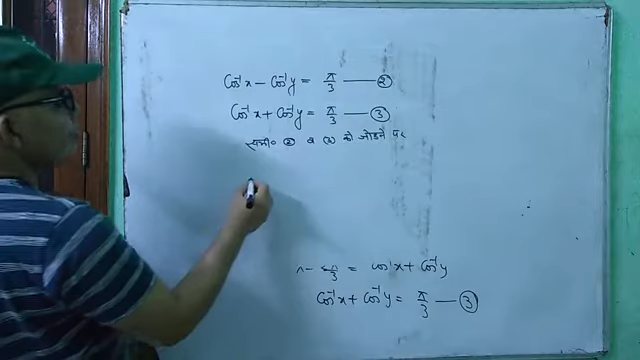 Cos⁻¹x − Cos⁻¹y = π/3 —— ②
Cos⁻¹x + Cos⁻¹y = π/3 —— ③
समी० ② व ③ को जोडने पर
π − 2π/3 = cos⁻¹x + Cos⁻¹y
Cos⁻¹x + Cos⁻¹y = π/3 —— ③